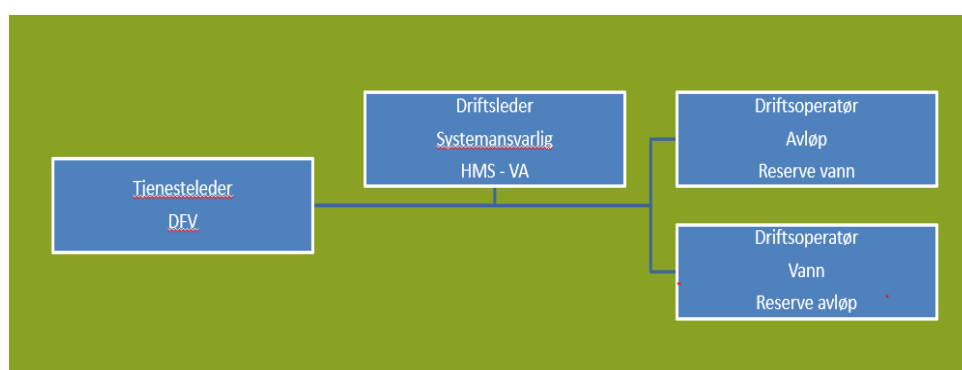 Tjenesteleder
DFV
Driftsleder
Systemansvarlig
HMS - VA
Driftsoperatør
Avløp
Reserve vann
Driftsoperatør
Vann
Reserve avløp